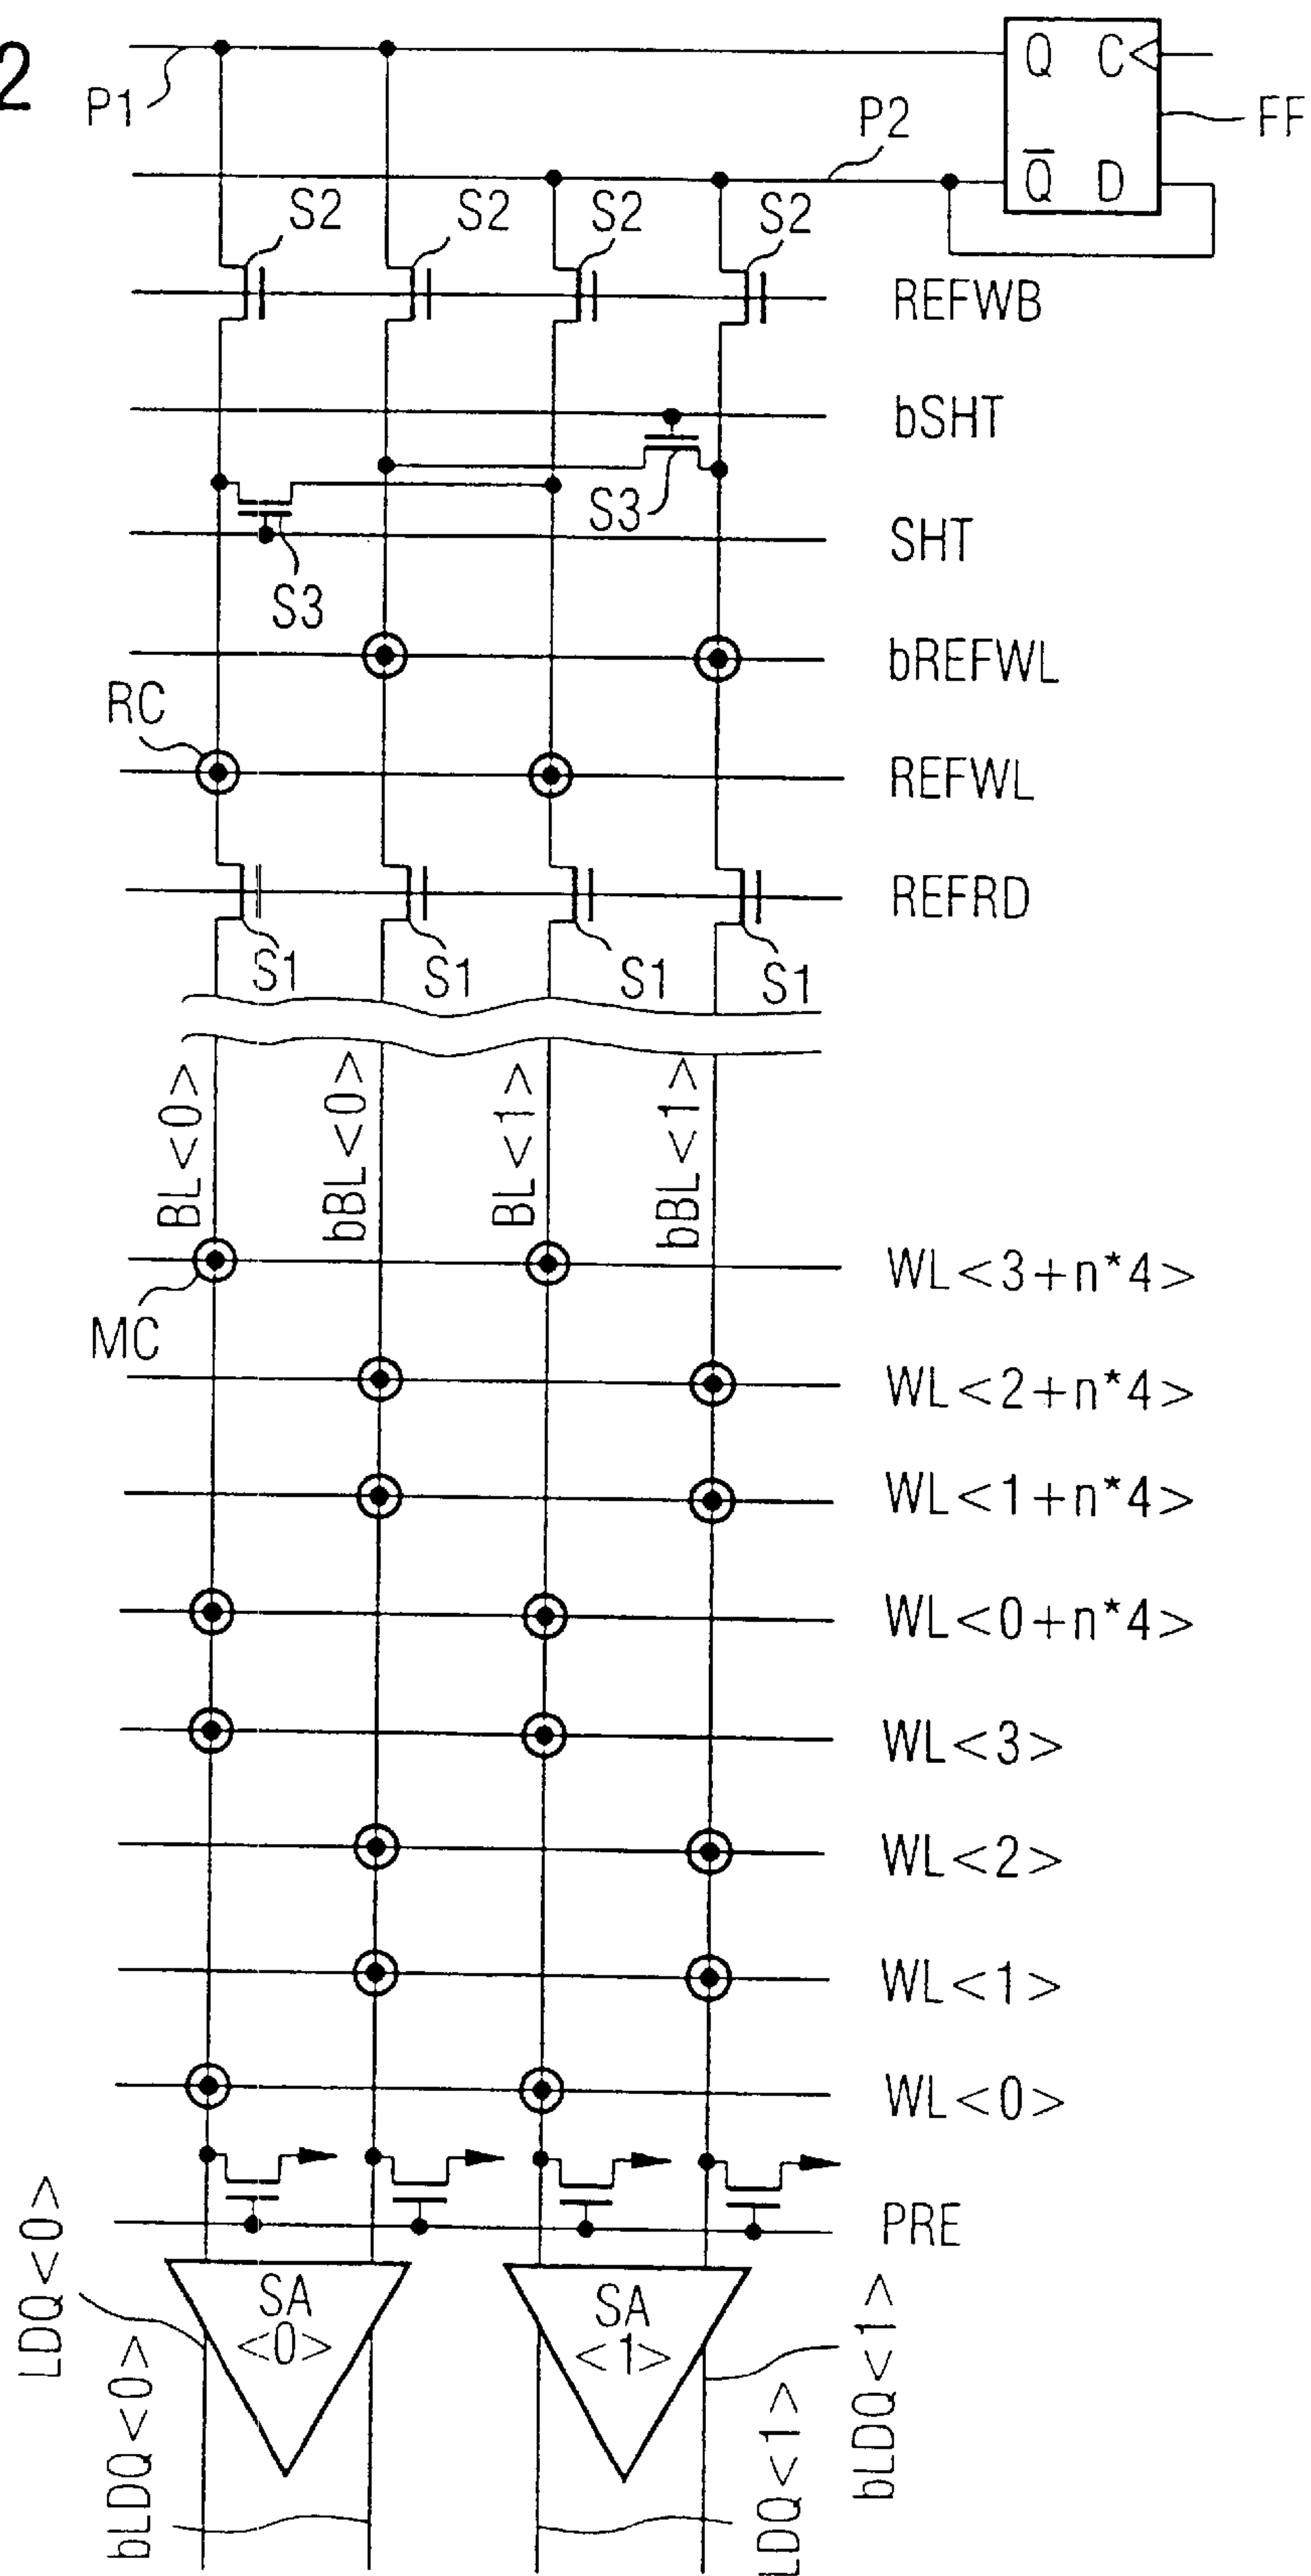 2
P1
Q C
FF
P2
Q̅ D
S2 S2 S2 S2
REFWB
bSHT
S3
SHT
S3
bREFWL
RC
REFWL
REFRD
S1 S1 S1 S1
BL<0>
bBL<0>
BL<1>
bBL<1>
WL<3+n*4>
MC
WL<2+n*4>
WL<1+n*4>
WL<0+n*4>
WL<3>
WL<2>
WL<1>
WL<0>
PRE
LDQ<0>
SA
<0>
SA
<1>
bLDQ<0>
LDQ<1>
bLDQ<1>